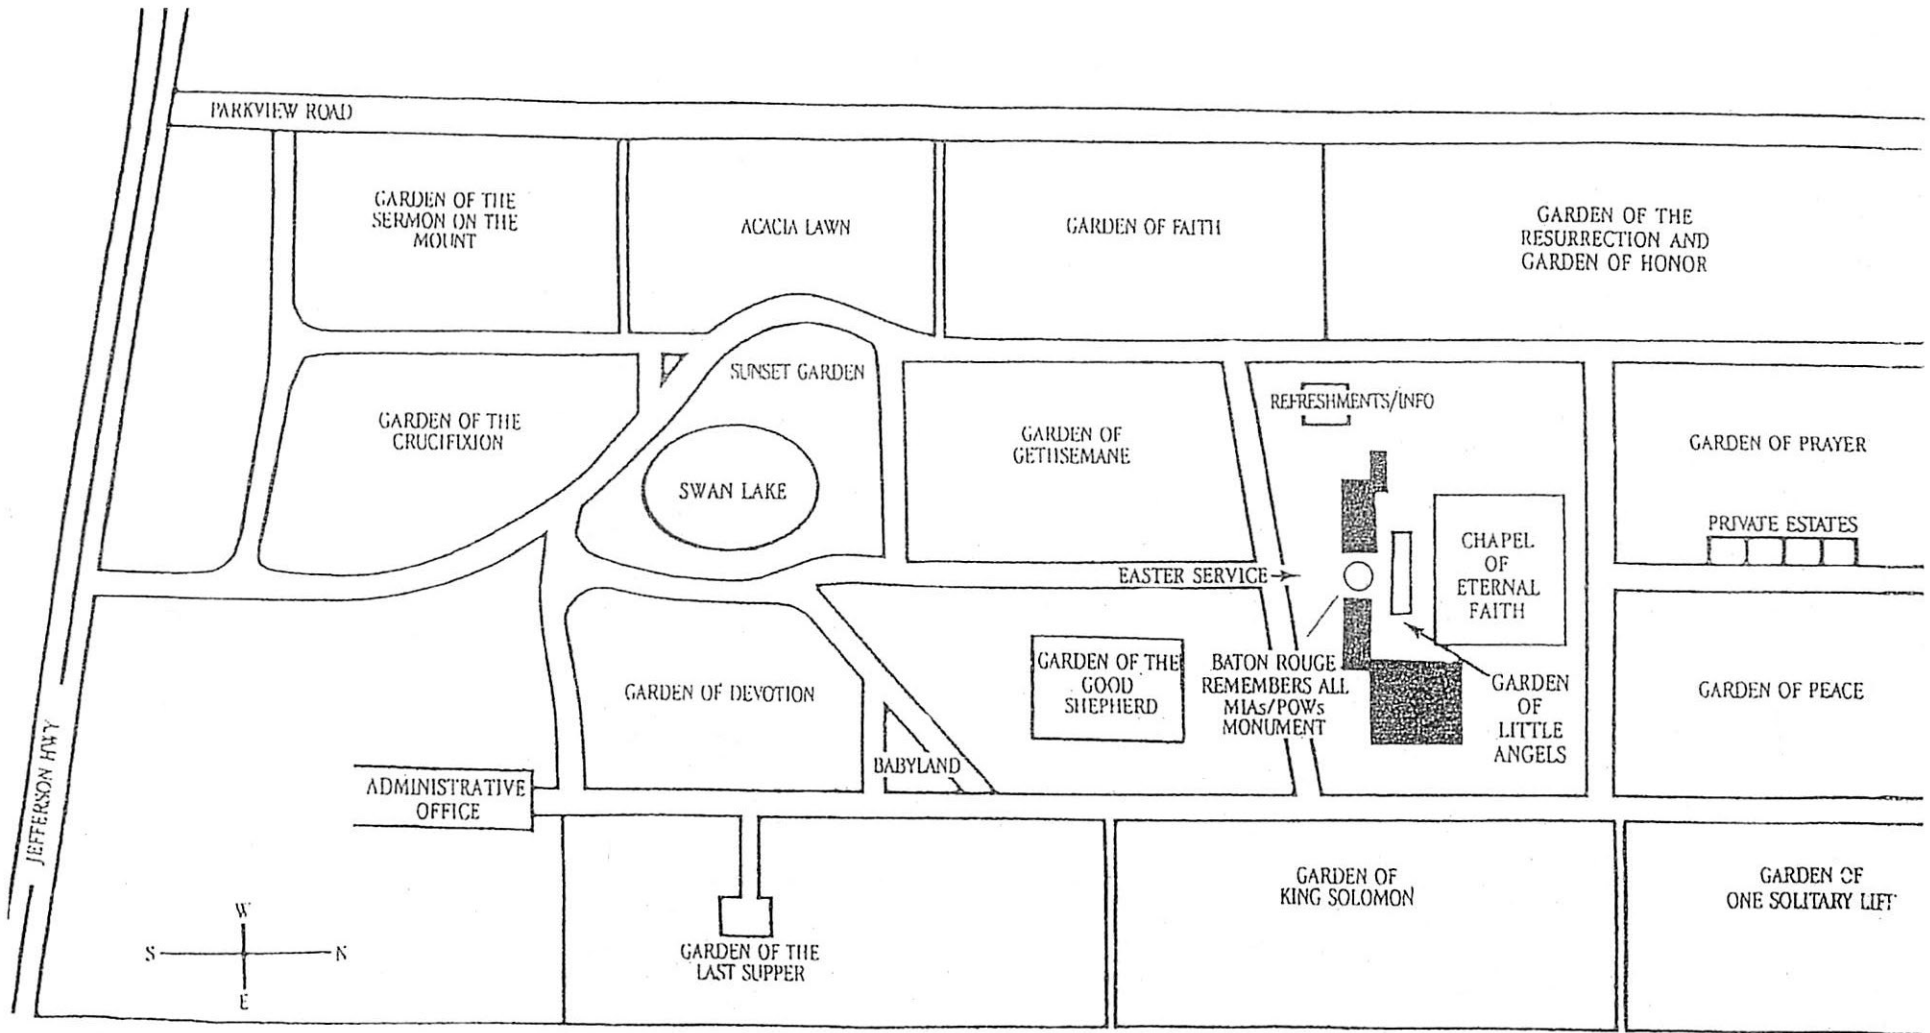 PARKVIEW ROAD
GARDEN OF THE
SERMON ON THE
MOUNT
ACACIA LAWN
GARDEN OF FAITH
GARDEN OF THE
RESURRECTION AND
GARDEN OF HONOR
SUNSET GARDEN
GARDEN OF THE
CRUCIFIXION
SWAN LAKE
GARDEN OF
GETHSEMANE
REFRESHMENTS/INFO
GARDEN OF PRAYER
PRIVATE ESTATES
CHAPEL
OF
ETERNAL
FAITH
EASTER SERVICE
GARDEN OF DEVOTION
GARDEN OF THE
GOOD
SHEPHERD
BATON ROUGE
REMEMBERS ALL
MIAs/POWs
MONUMENT
GARDEN
OF
LITTLE
ANGELS
GARDEN OF PEACE
BABYLAND
JEFFERSON HWY
ADMINISTRATIVE
OFFICE
GARDEN OF
KING SOLOMON
GARDEN OF
ONE SOLITARY LIFT
GARDEN OF THE
LAST SUPPER
W
S
N
E